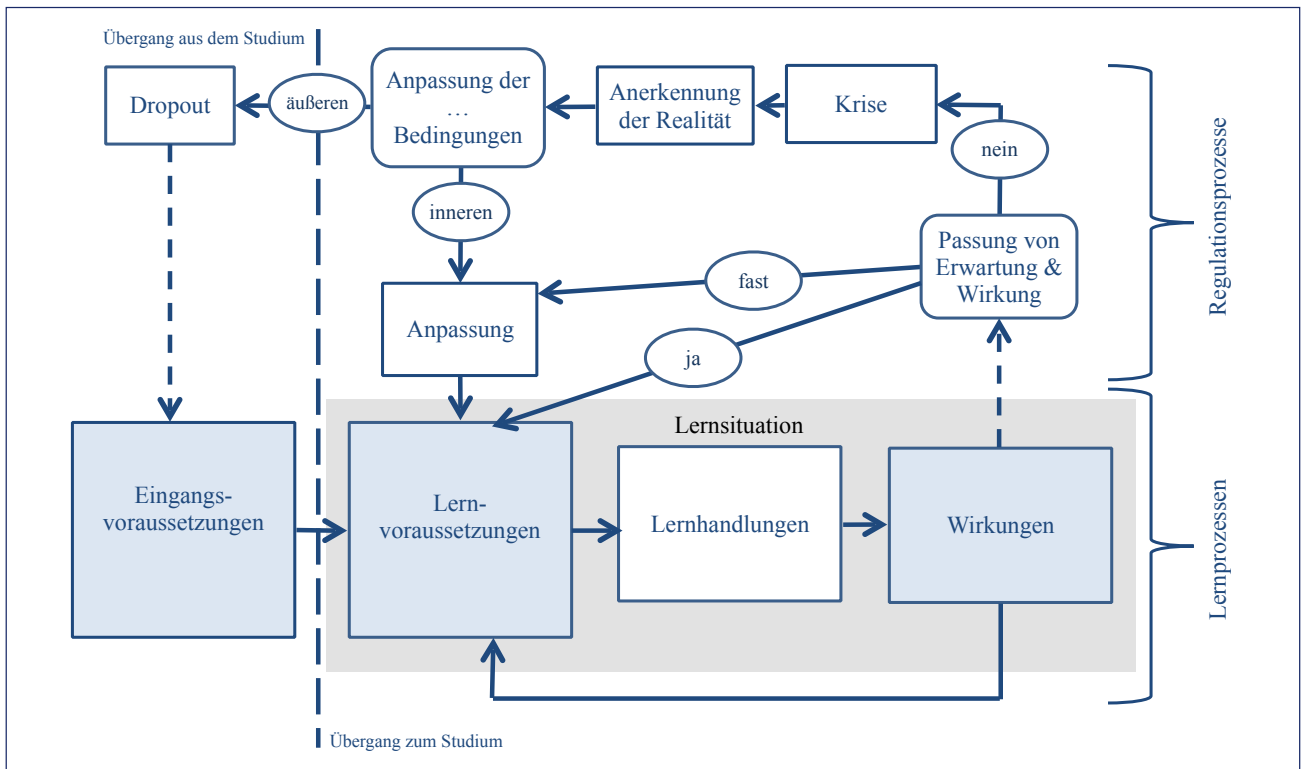 Übergang aus dem Studium
Dropout
äußeren
Anpassung der
…
Bedingungen
Anerkennung
der Realität
Krise
nein
inneren
Passung von
Erwartung &
Wirkung
fast
Anpassung
ja
Regulationsprozesse
Lernsituation
Eingangs-
voraussetzungen
Lern-
voraussetzungen
Lernhandlungen
Wirkungen
Lernprozessen
Übergang zum Studium